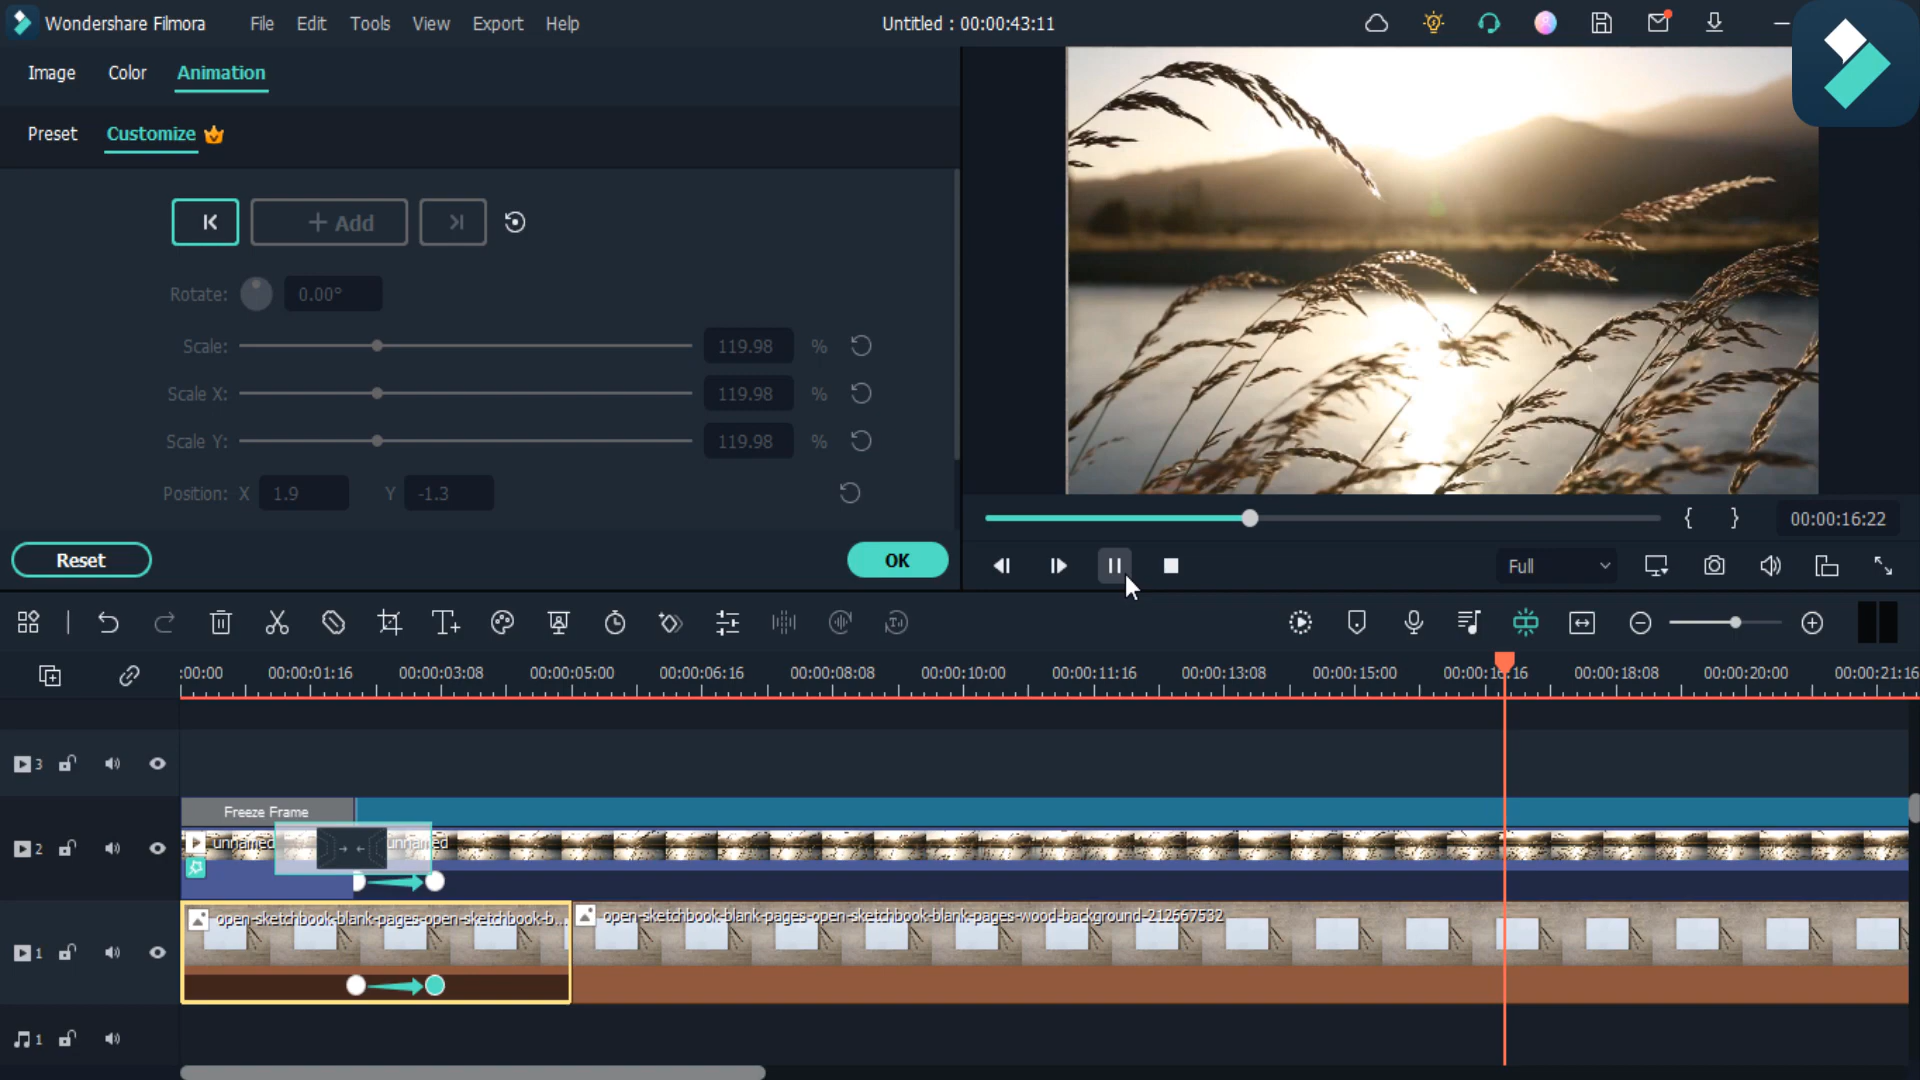 Wondershare Filmora File Edit Tools View Export Help Untitled : 00:00:43:11
Image Color Animation
Preset Customize
+ Add
Rotate: 0.00°
Scale: 119.98 %
Scale X: 119.98 %
Scale Y: 119.98 %
Position: X 1.9 Y -1.3
{ } 00:00:16:22
Reset OK
Full
:00:00 00:00:01:16 00:00:03:08 00:00:05:00 00:00:06:16 00:00:08:08 00:00:10:00 00:00:11:16 00:00:13:08 00:00:15:00 00:00:16:16 00:00:18:08 00:00:20:00 00:00:21:16
3
Freeze Frame
2 unnamed unnamed
open-sketchbook-blank-pages-open-sketchbook-b... open-sketchbook-blank-pages-open-sketchbook-blank-pages-wood-background-212667532
1
1